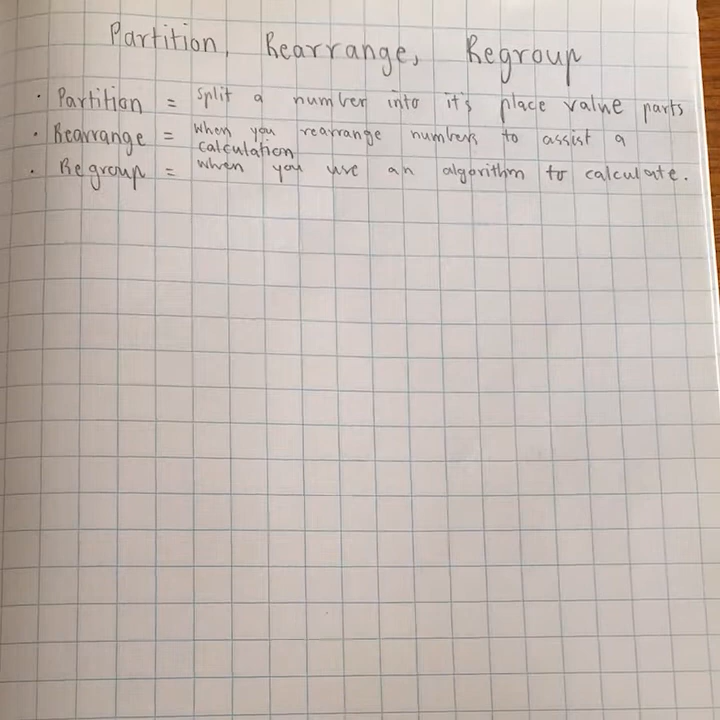 Partition, Rearrange, Regroup
· Partition = split a number into it's place value parts
· Rearrange = when you rearrange numbers to assist a
calculation
· Regroup = when you use an algorithm to calculate.